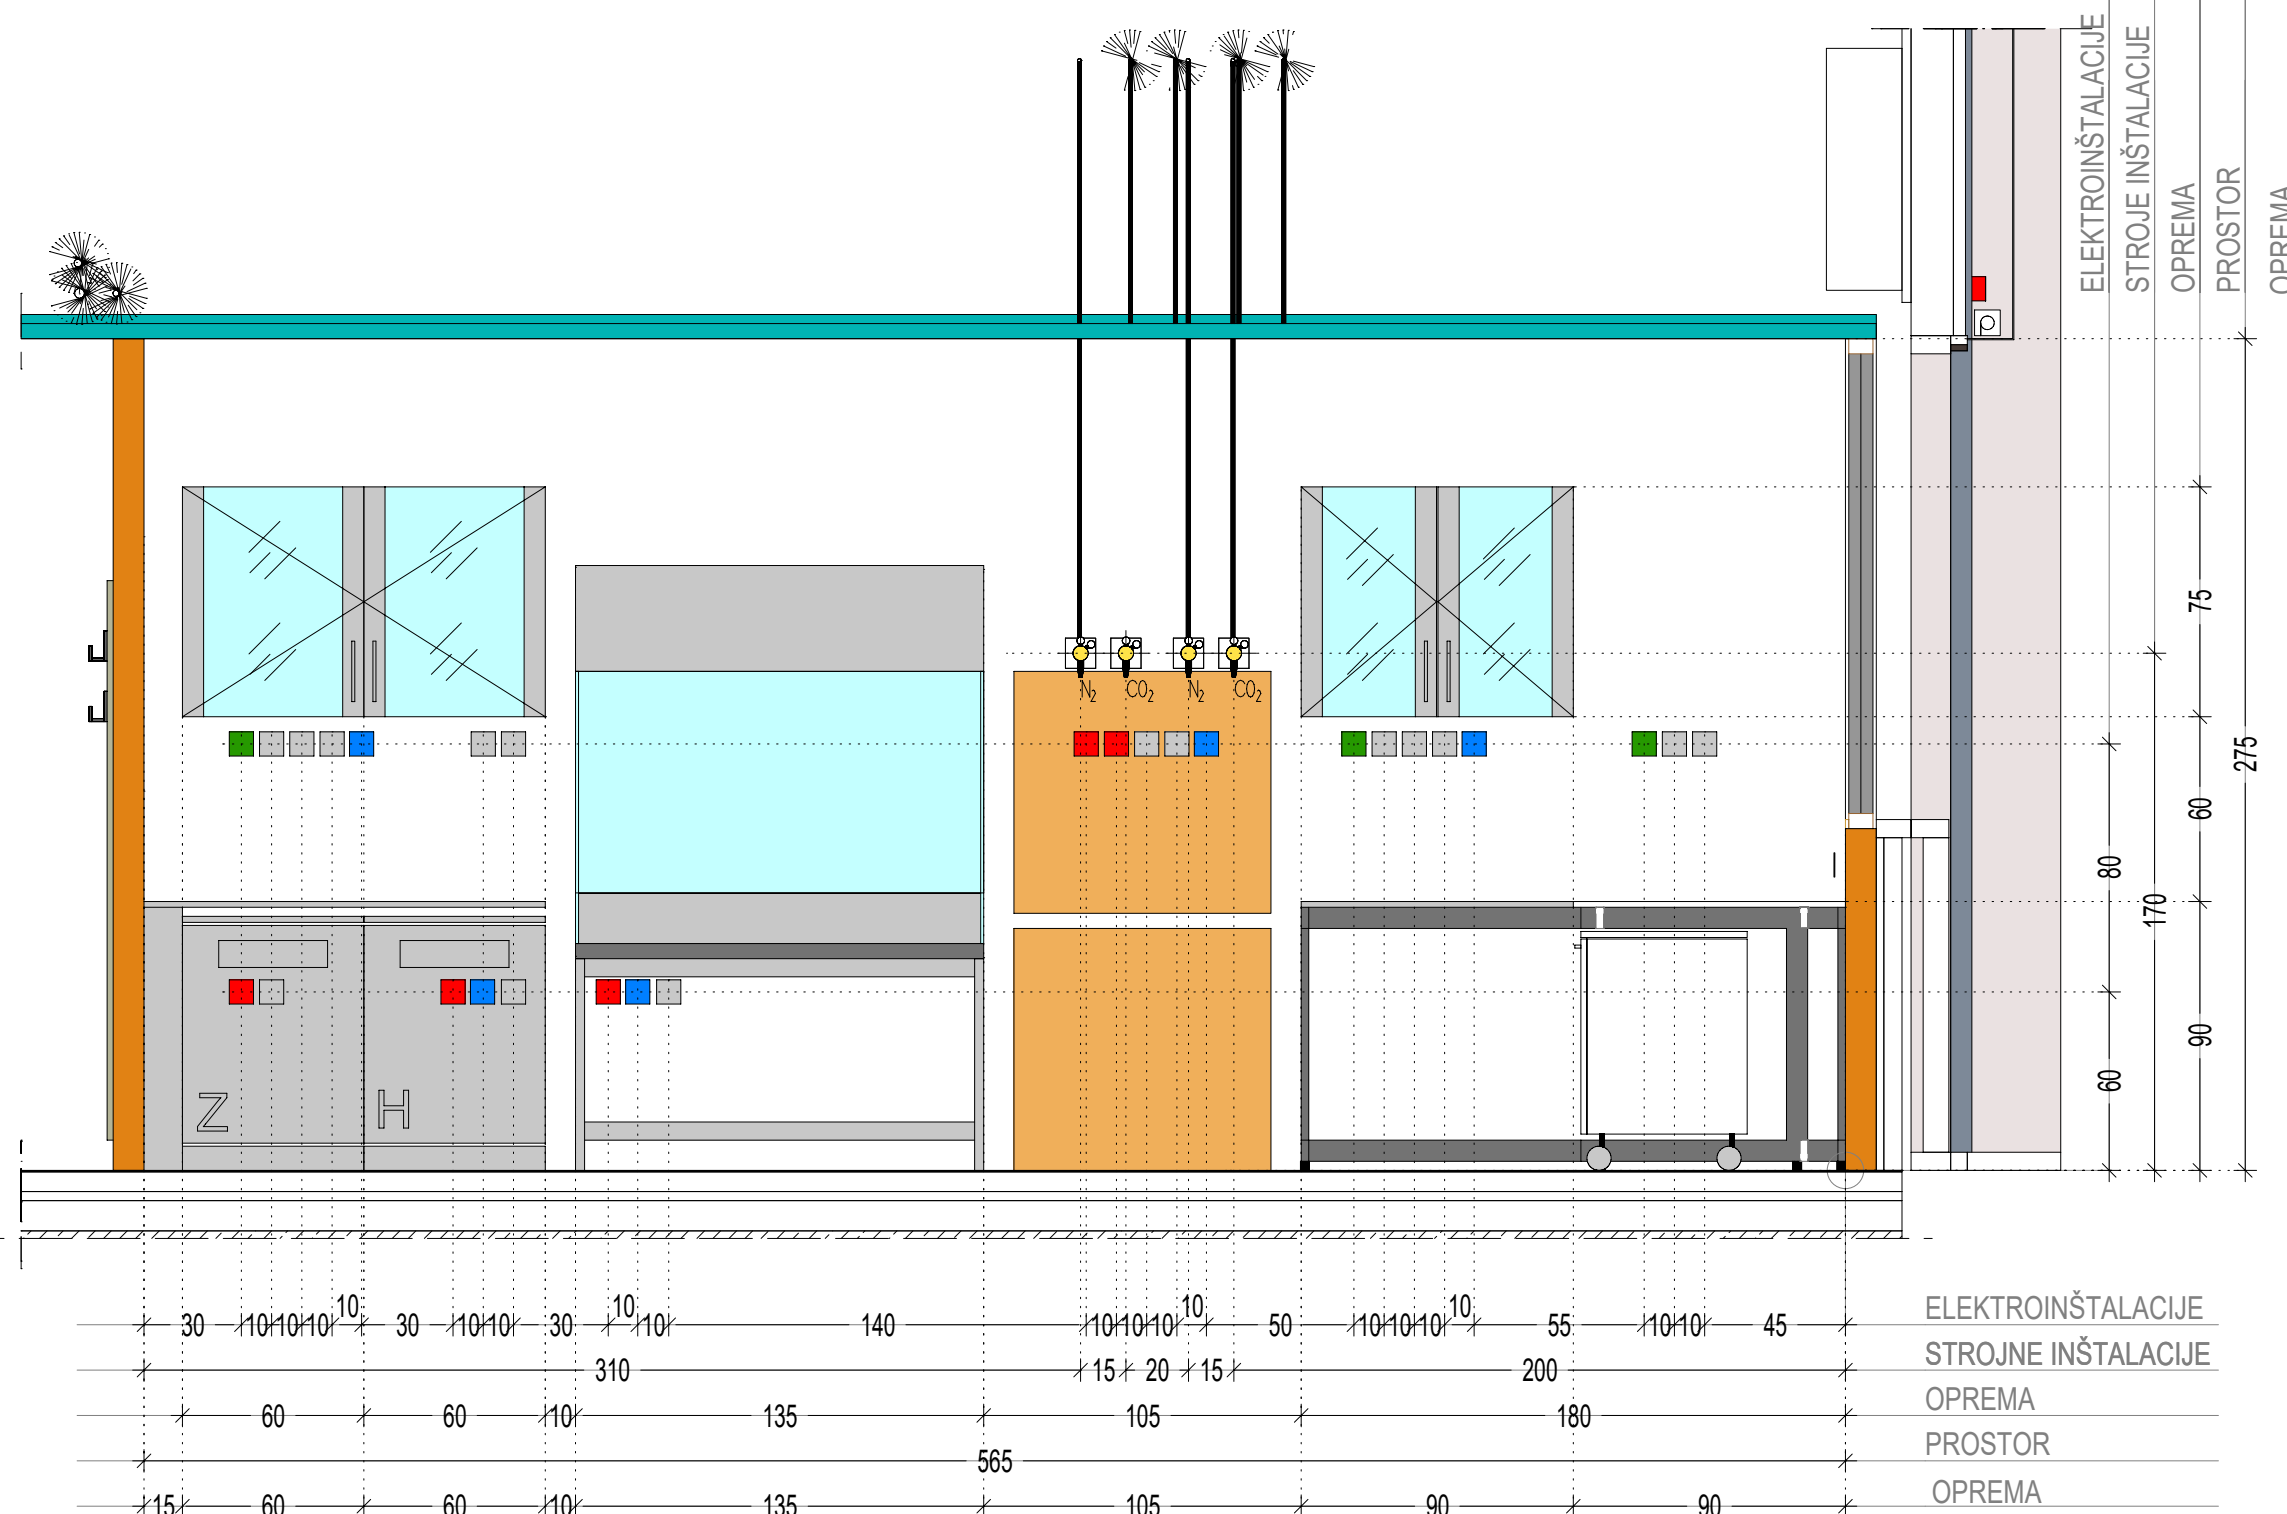 ELEKTROINŠTALACIJE
STROJE INŠTALACIJE
OPREMA
PROSTOR
OPREMA
N2 CO2 N2 CO2
75
275
60
80
170
90
60
Z H
30 10 10 10 10 30 10 10 30 10 10 140 10 10 10 10 50 10 10 10 10 55 10 10 45 ELEKTROINŠTALACIJE
310 15 20 15 200 STROJNE INŠTALACIJE
60 60 10 135 105 180 OPREMA
565 PROSTOR
15 60 60 10 135 105 90 90 OPREMA